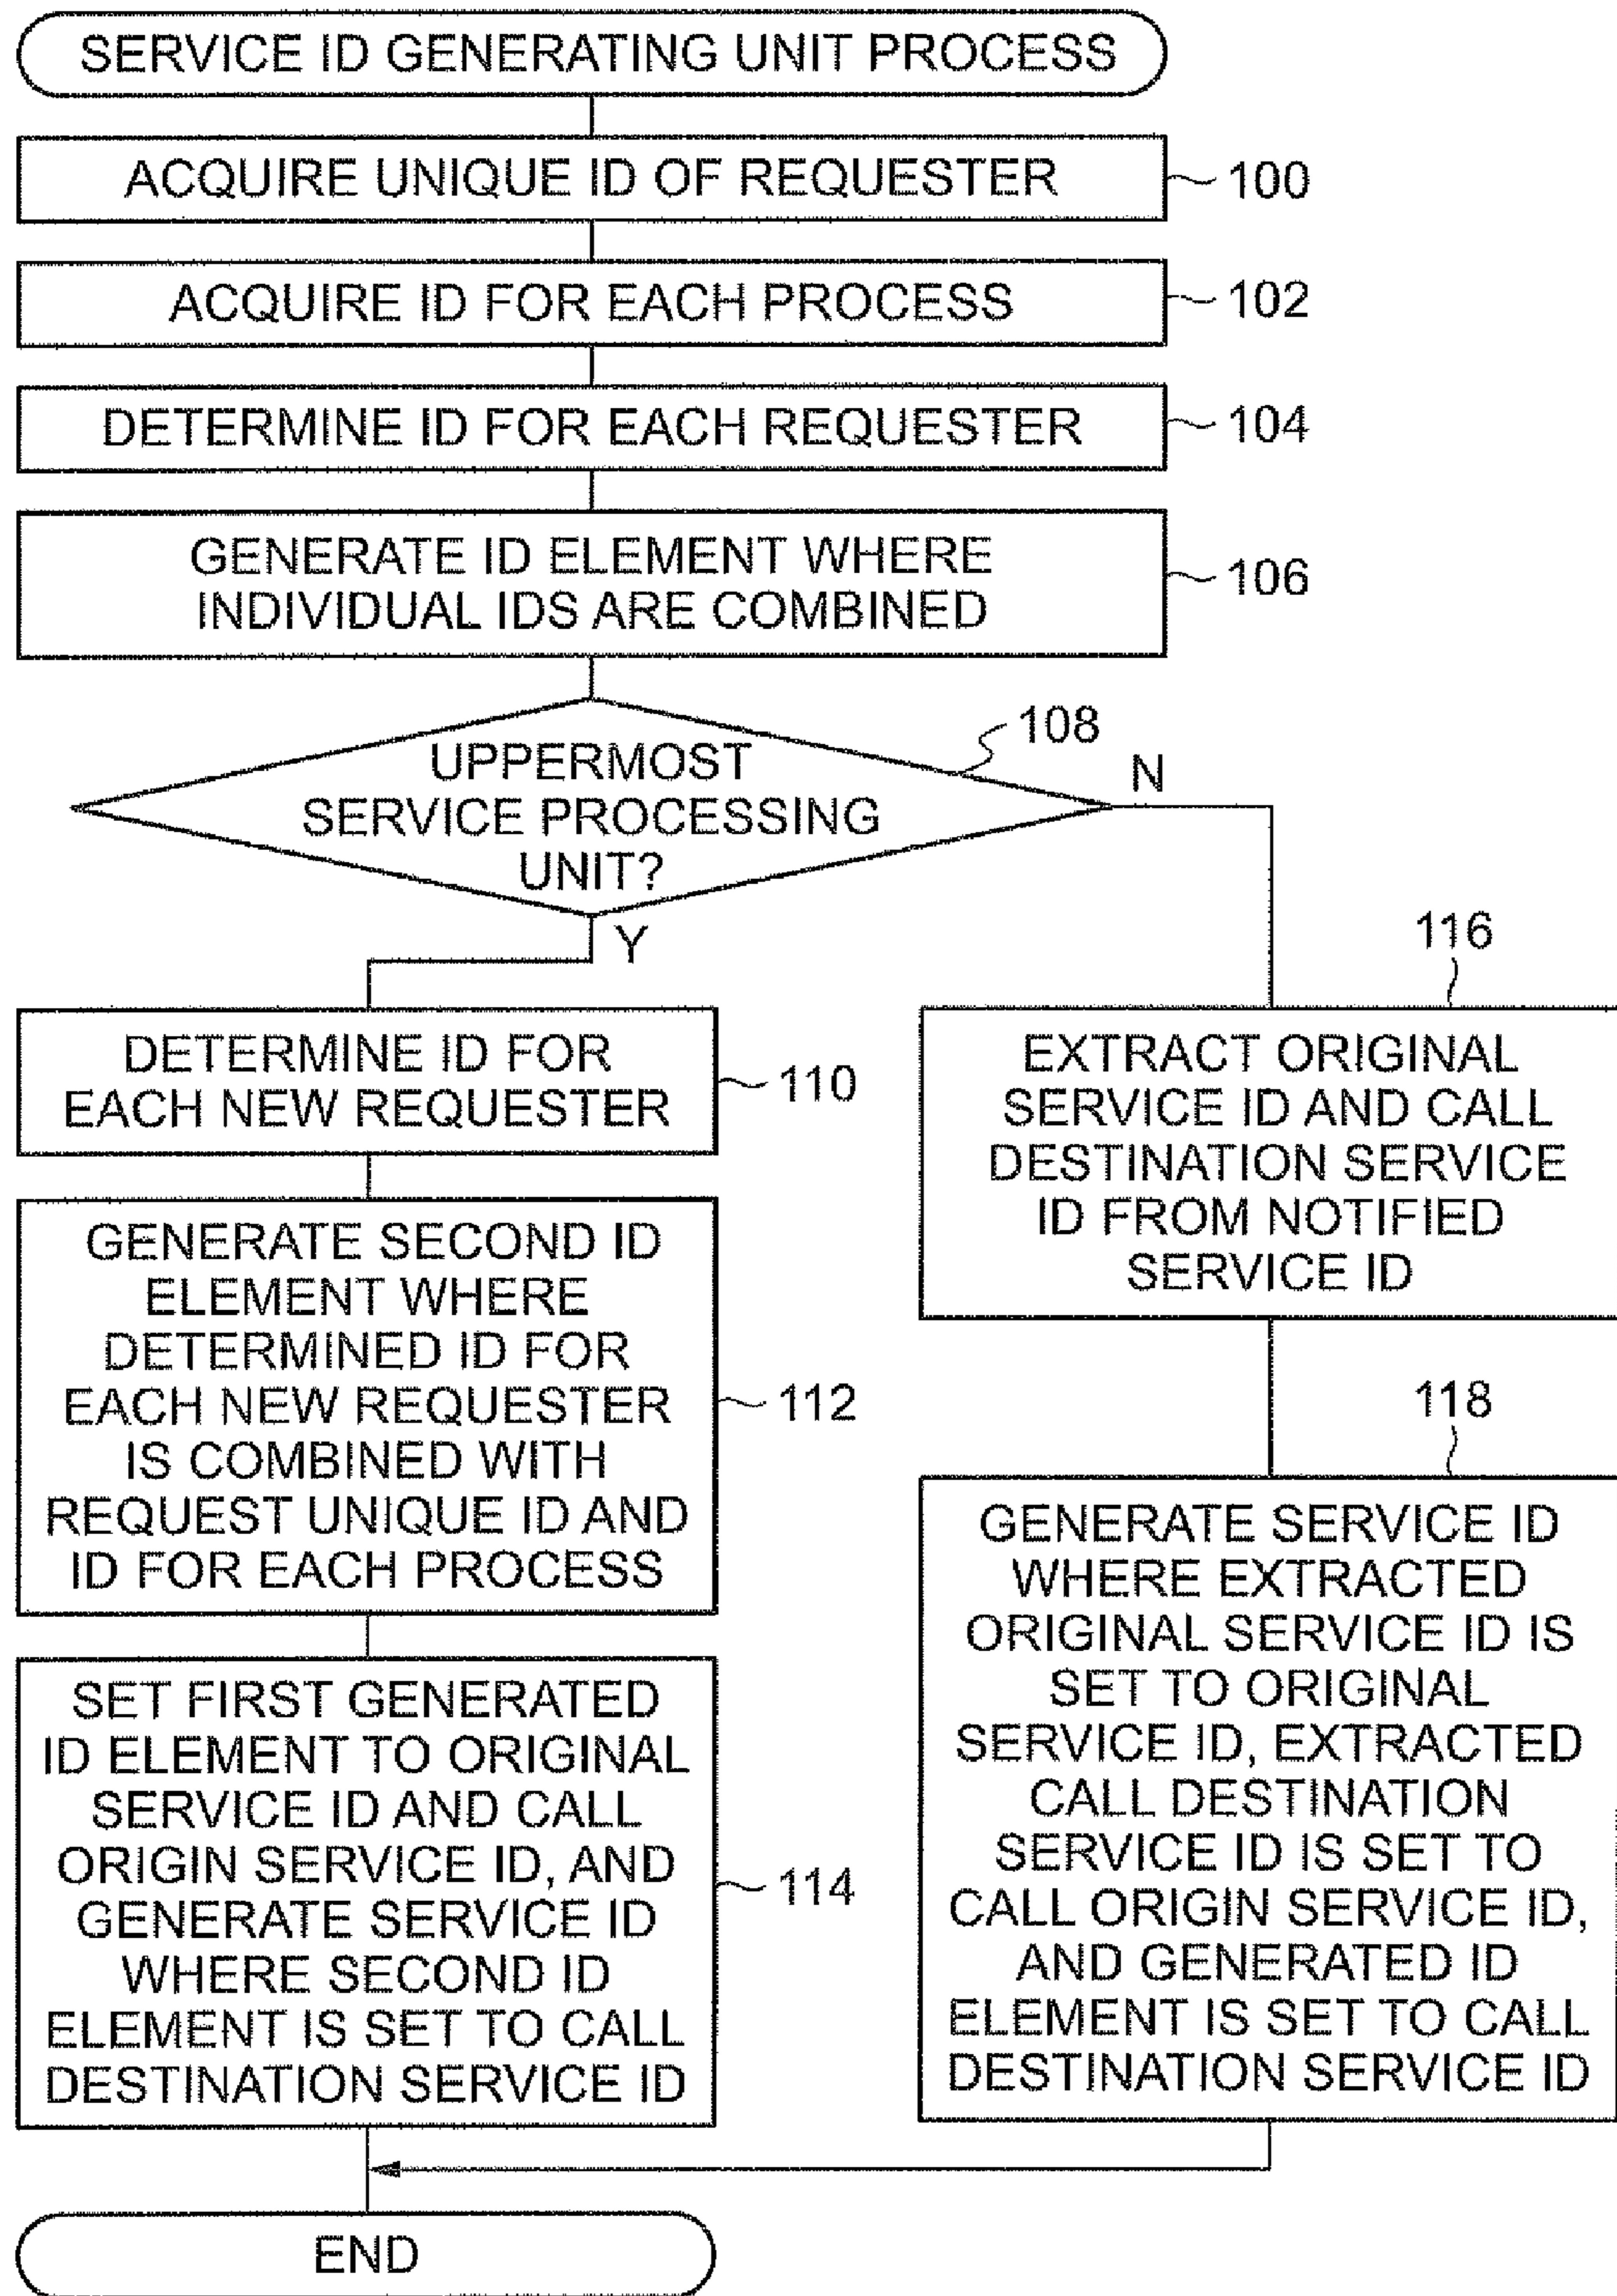 SERVICE ID GENERATING UNIT PROCESS
ACQUIRE UNIQUE ID OF REQUESTER
100
ACQUIRE ID FOR EACH PROCESS
102
DETERMINE ID FOR EACH REQUESTER
104
GENERATE ID ELEMENT WHERE
INDIVIDUAL IDS ARE COMBINED
106
UPPERMOST
SERVICE PROCESSING
UNIT?
108
N
Y
DETERMINE ID FOR
EACH NEW REQUESTER
110
GENERATE SECOND ID
ELEMENT WHERE
DETERMINED ID FOR
EACH NEW REQUESTER
IS COMBINED WITH
REQUEST UNIQUE ID AND
ID FOR EACH PROCESS
112
SET FIRST GENERATED
ID ELEMENT TO ORIGINAL
SERVICE ID AND CALL
ORIGIN SERVICE ID, AND
GENERATE SERVICE ID
WHERE SECOND ID
ELEMENT IS SET TO CALL
DESTINATION SERVICE ID
114
116
EXTRACT ORIGINAL
SERVICE ID AND CALL
DESTINATION SERVICE
ID FROM NOTIFIED
SERVICE ID
118
GENERATE SERVICE ID
WHERE EXTRACTED
ORIGINAL SERVICE ID IS
SET TO ORIGINAL
SERVICE ID, EXTRACTED
CALL DESTINATION
SERVICE ID IS SET TO
CALL ORIGIN SERVICE ID,
AND GENERATED ID
ELEMENT IS SET TO CALL
DESTINATION SERVICE ID
END